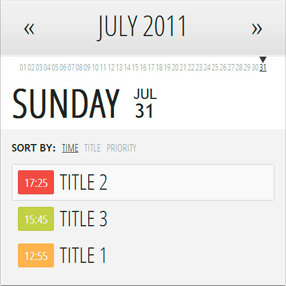 « JULY 2011 »
01 02 03 04 05 06 07 08 09 10 11 12 13 14 15 16 17 18 19 20 21 22 23 24 25 26 27 28 29 30 31
SUNDAY JUL 31
SORT BY: TIME TITLE PRIORITY
17:25 TITLE 2
15:45 TITLE 3
12:55 TITLE 1